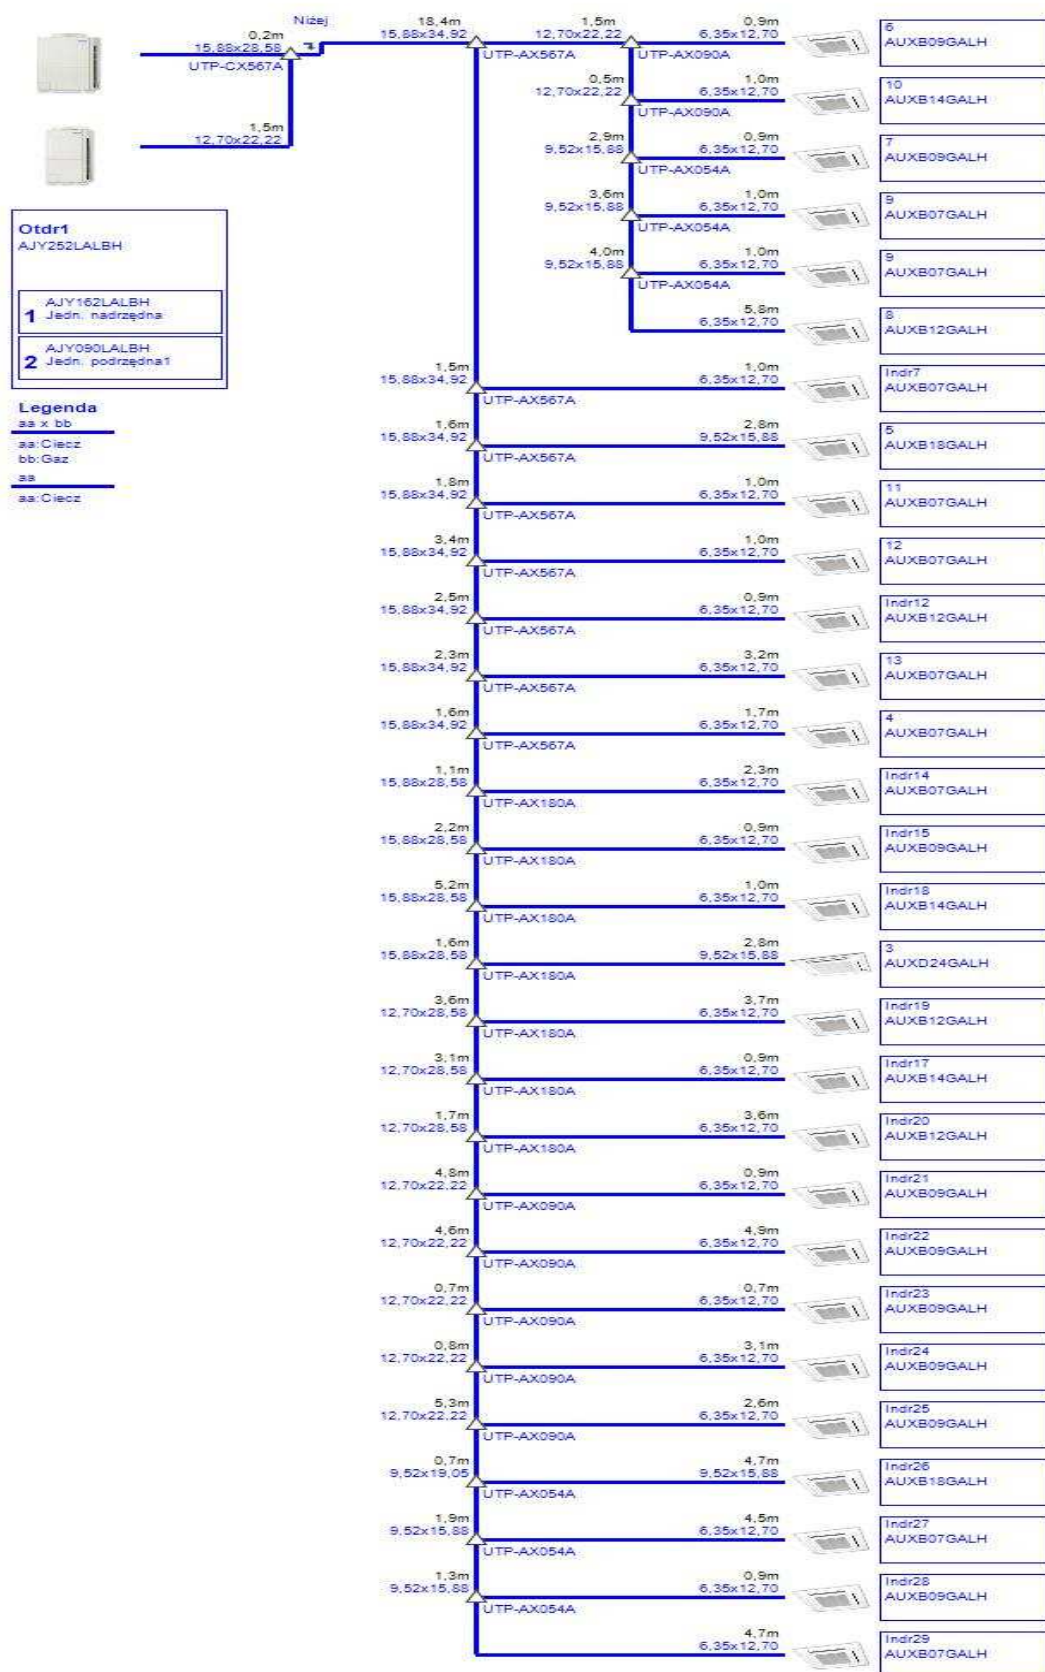 Niżej
0,2m
15,88x28,58
UTP-CX567A
1,5m
12,70x22,22
Otdr1
AJY252LALBH
1
AJY162LALBH
Jedn. nadrzędna
2
AJY090LALBH
Jedn. podrzędna1
Legenda
aa x bb
aa:Ciecz
bb:Gaz
aa
aa:Ciecz
18,4m
15,88x34,92
UTP-AX567A
1,5m
12,70x22,22
UTP-AX090A
0,9m
6,35x12,70
6
AUXB09GALH
0,5m
12,70x22,22
UTP-AX090A
1,0m
6,35x12,70
10
AUXB14GALH
2,9m
9,52x15,88
UTP-AX054A
0,9m
6,35x12,70
7
AUXB09GALH
3,6m
9,52x15,88
UTP-AX054A
1,0m
6,35x12,70
9
AUXB07GALH
4,0m
9,52x15,88
UTP-AX054A
1,0m
6,35x12,70
9
AUXB07GALH
5,8m
6,35x12,70
8
AUXB12GALH
1,5m
15,88x34,92
UTP-AX567A
1,0m
6,35x12,70
Indr7
AUXB07GALH
1,6m
15,88x34,92
UTP-AX567A
2,8m
9,52x15,88
5
AUXB18GALH
1,8m
15,88x34,92
UTP-AX567A
1,0m
6,35x12,70
11
AUXB07GALH
3,4m
15,88x34,92
UTP-AX567A
1,0m
6,35x12,70
12
AUXB07GALH
2,5m
15,88x34,92
UTP-AX567A
0,9m
6,35x12,70
Indr12
AUXB12GALH
2,3m
15,88x34,92
UTP-AX567A
3,2m
6,35x12,70
13
AUXB07GALH
1,6m
15,88x34,92
UTP-AX567A
1,7m
6,35x12,70
4
AUXB07GALH
1,1m
15,88x28,58
UTP-AX180A
2,3m
6,35x12,70
Indr14
AUXB07GALH
2,2m
15,88x28,58
UTP-AX180A
0,9m
6,35x12,70
Indr15
AUXB09GALH
5,2m
15,88x28,58
UTP-AX180A
1,0m
6,35x12,70
Indr18
AUXB14GALH
1,6m
15,88x28,58
UTP-AX180A
2,8m
9,52x15,88
3
AUXD24GALH
3,6m
12,70x28,58
UTP-AX180A
3,7m
6,35x12,70
Indr19
AUXB12GALH
3,1m
12,70x28,58
UTP-AX180A
0,9m
6,35x12,70
Indr17
AUXB14GALH
1,7m
12,70x28,58
UTP-AX180A
3,6m
6,35x12,70
Indr20
AUXB12GALH
4,8m
12,70x22,22
UTP-AX090A
0,9m
6,35x12,70
Indr21
AUXB09GALH
4,6m
12,70x22,22
UTP-AX090A
4,9m
6,35x12,70
Indr22
AUXB09GALH
0,7m
12,70x22,22
UTP-AX090A
0,7m
6,35x12,70
Indr23
AUXB09GALH
0,8m
12,70x22,22
UTP-AX090A
3,1m
6,35x12,70
Indr24
AUXB09GALH
5,3m
12,70x22,22
UTP-AX090A
2,6m
6,35x12,70
Indr25
AUXB09GALH
0,7m
9,52x19,05
UTP-AX054A
4,7m
9,52x15,88
Indr26
AUXB18GALH
1,9m
9,52x15,88
UTP-AX054A
4,5m
6,35x12,70
Indr27
AUXB07GALH
1,3m
9,52x15,88
UTP-AX054A
0,9m
6,35x12,70
Indr28
AUXB09GALH
4,7m
6,35x12,70
Indr29
AUXB07GALH